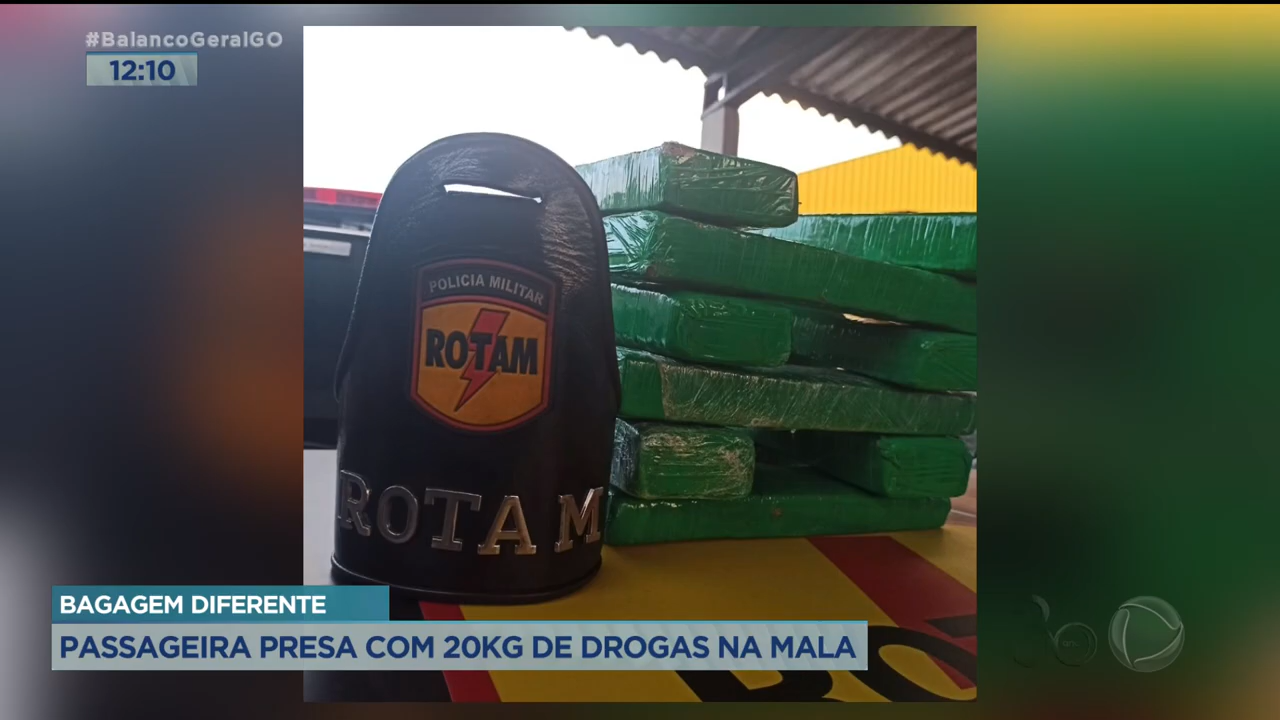 #BalancoGeralGO
12:10
POLICIA MILITAR
ROTAM
ROTAM
BAGAGEM DIFERENTE
PASSAGEIRA PRESA COM 20KG DE DROGAS NA MALA